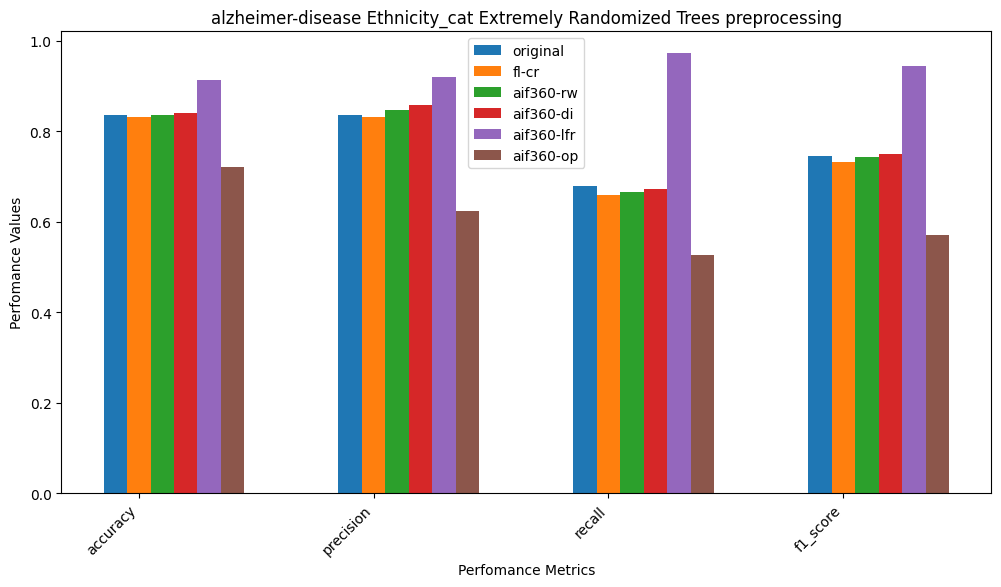 alzheimer-disease Ethnicity_cat Extremely Randomized Trees preprocessing
original
fl-cr
aif360-rw
aif360-di
aif360-lfr
aif360-op
Perfomance Values
1.0
0.8
0.6
0.4
0.2
0.0
accuracy
precision
recall
f1_score
Perfomance Metrics